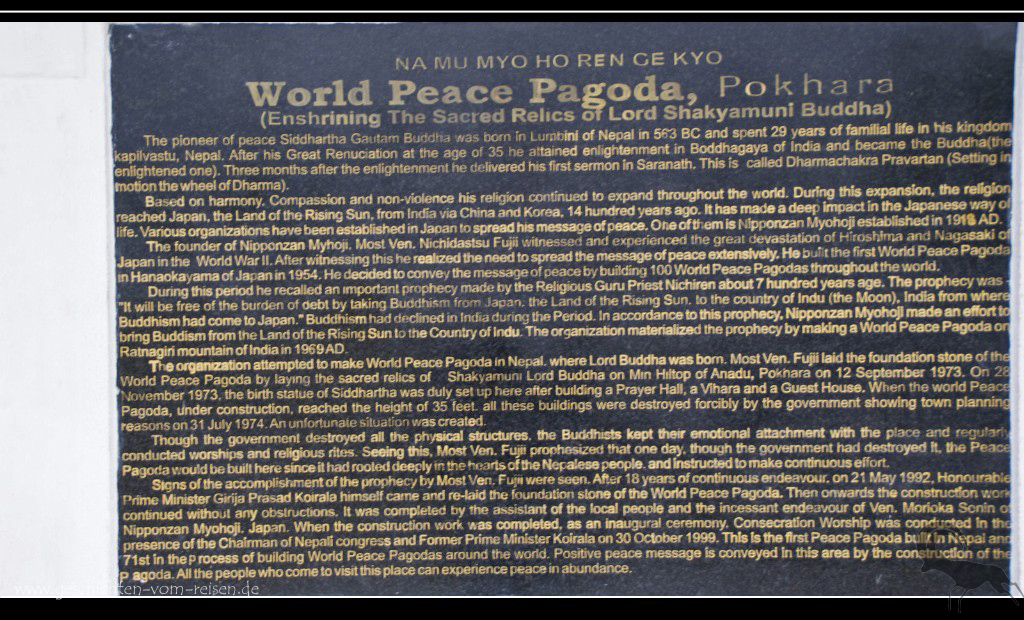 NA MU MYO HO REN GE KYO
World Peace Pagoda, Pokhara
(Enshrining The Sacred Relics of Lord Shakyamuni Buddha)
The pioneer of peace Siddhartha Gautam Buddha was born in Lumbini of Nepal in 563 BC and spent 29 years of familial life in his kingdom
kapilvastu, Nepal. After his Great Renuciation at the age of 35 he attained enlightenment in Boddhagaya of India and became the Buddha(the
enlightened one). Three months after the enlightenment he delivered his first sermon in Saranath. This is called Dharmachakra Pravartan (Setting in
motion the wheel of Dharma).
Based on harmony, Compassion and non-violence his religion continued to expand throughout the world. During this expansion, the religion
reached Japan, the Land of the Rising Sun, from India via China and Korea, 14 hundred years ago. It has made a deep impact in the Japanese way of
life. Various organizations have been established in Japan to spread his message of peace. One of them is Nipponzan Myohoji established in 1918 AD.
The founder of Nipponzan Myhoji. Most Ven. Nichidastsu Fujii witnessed and experienced the great devastation of Hiroshima and Nagasaki of
Japan in the World War II. After witnessing this he realized the need to spread the message of peace extensively. He built the first World Peace Pagoda
in Hanaokayama of Japan in 1954. He decided to convey the message of peace by building 100 World Peace Pagodas throughout the world.
During this period he recalled an important prophecy made by the Religious Guru Priest Nichiren about 7 hundred years ago. The prophecy was -
"It will be free of the burden of debt by taking Buddhism from Japan, the Land of the Rising Sun, to the country of Indu (the Moon), India from where
Buddhism had come to Japan." Buddhism had declined in India during the Period. In accordance to this prophecy, Nipponzan Myohoji made an effort to
bring Buddism from the Land of the Rising Sun to the Country of Indu. The organization materialized the prophecy by making a World Peace Pagoda on
Ratnagiri mountain of India in 1969 AD.
The organization attempted to make World Peace Pagoda in Nepal, where Lord Buddha was born. Most Ven. Fujii laid the foundation stone of the
World Peace Pagoda by laying the sacred relics of Shakyamuni Lord Buddha on Mn Hiltop of Anadu, Pokhara on 12 September 1973. On 28
November 1973, the birth statue of Siddhartha was duly set up here after building a Prayer Hall, a Vihara and a Guest House. When the world Peace
Pagoda, under construction, reached the height of 35 feet, all these buildings were destroyed forcibly by the government showing town planning
reasons on 31 July 1974. An unfortunate situation was created.
Though the government destroyed all the physical structures, the Buddhists kept their emotional attachment with the place and regularly
conducted worships and religious rites. Seeing this, Most Ven. Fujii prophesized that one day, though the government had destroyed it, the Peace
Pagoda would be built here since it had rooted deeply in the hearts of the Nepalese people, and instructed to make continuous effort.
Signs of the accomplishment of the prophecy by Most Ven. Fujii were seen. After 18 years of continuous endeavour, on 21 May 1992, Honourable
Prime Minister Girija Prasad Koirala himself came and re-laid the foundation stone of the World Peace Pagoda. Then onwards the construction work
continued without any obstructions. It was completed by the assistant of the local people and the incessant endeavour of Ven. Morioka Sonin of
Nipponzan Myohoji, Japan. When the construction work was completed, as an inaugural ceremony, Consecration Worship was conducted in the
presence of the Chairman of Nepali congress and Former Prime Minister Koirala on 30 October 1999. This is the first Peace Pagoda built in Nepal and
71st in the process of building World Peace Pagodas around the world. Positive peace message is conveyed in this area by the construction of the
P agoda. All the people who come to visit this place can experience peace in abundance.